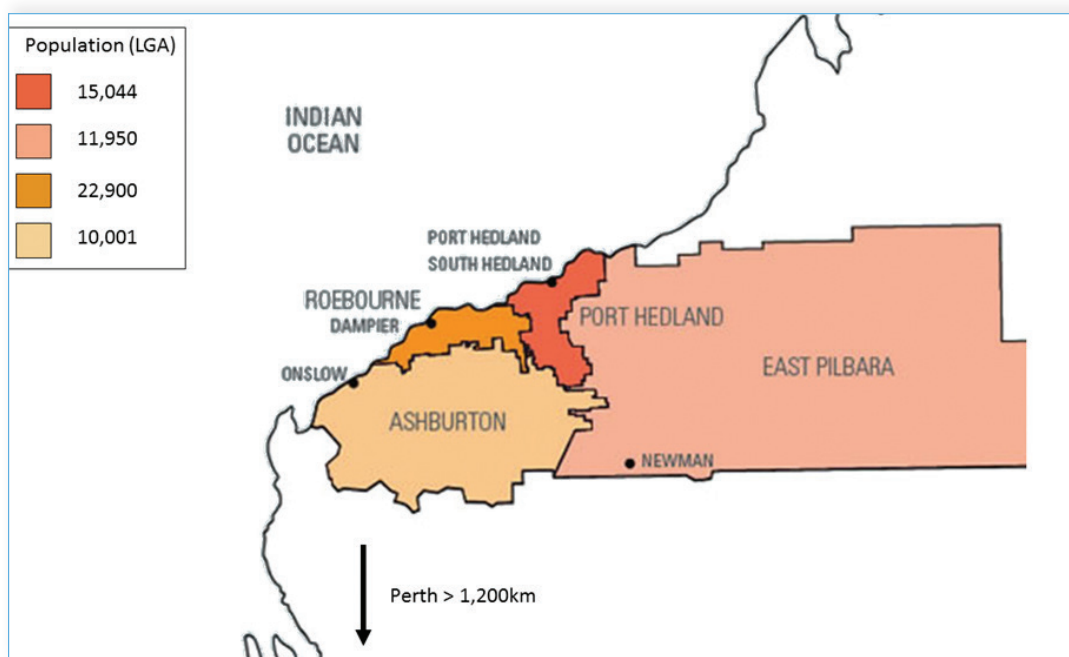 Population (LGA)
15,044
11,950
22,900
10,001
INDIAN
OCEAN
PORT HEDLAND
SOUTH HEDLAND
ROEBOURNE
DAMPIER
PORT HEDLAND
EAST PILBARA
ONSLOW
ASHBURTON
NEWMAN
Perth > 1,200km